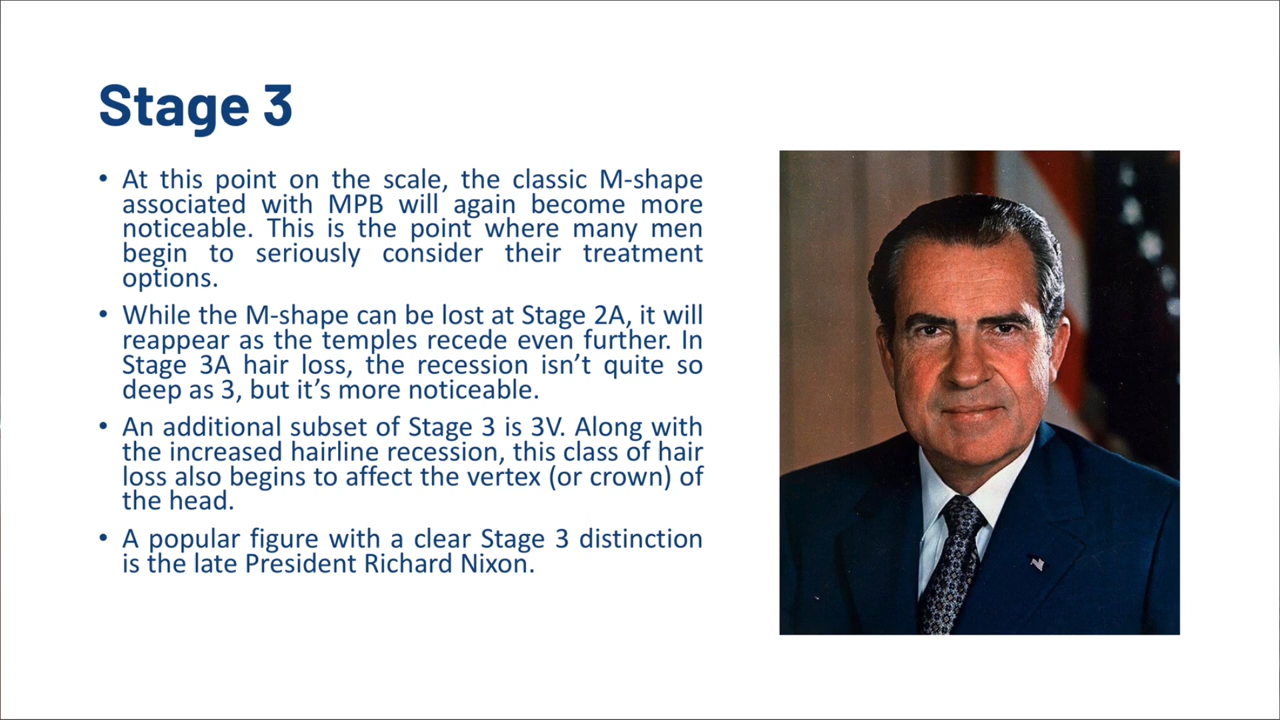 Stage 3
• At this point on the scale, the classic M-shape
associated with MPB will again become more
noticeable. This is the point where many men
begin to seriously consider their treatment
options.
• While the M-shape can be lost at Stage 2A, it will
reappear as the temples recede even further. In
Stage 3A hair loss, the recession isn’t quite so
deep as 3, but it’s more noticeable.
• An additional subset of Stage 3 is 3V. Along with
the increased hairline recession, this class of hair
loss also begins to affect the vertex (or crown) of
the head.
• A popular figure with a clear Stage 3 distinction
is the late President Richard Nixon.